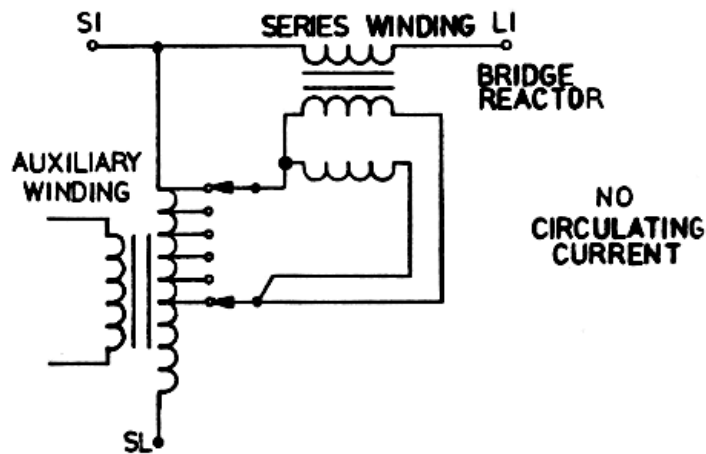 SI
SERIES WINDING
LI
BRIDGE
REACTOR
AUXILIARY
WINDING
NO
CIRCULATING
CURRENT
SL